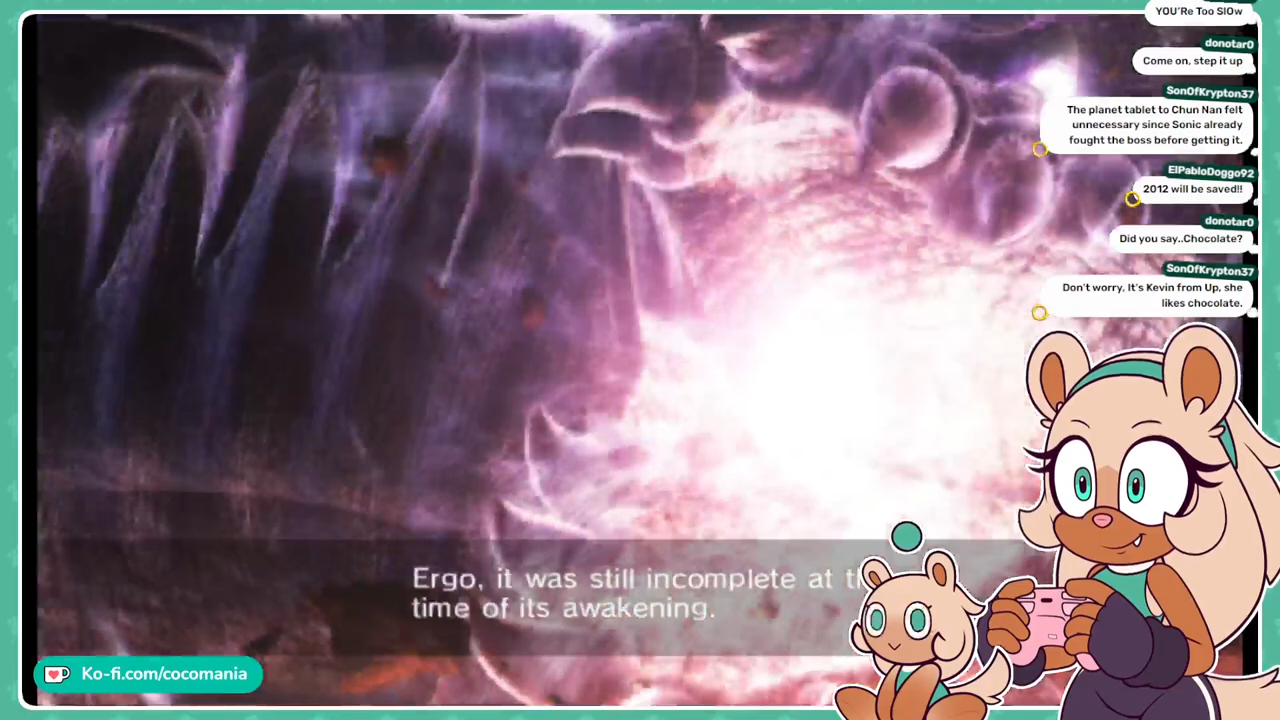 YOU'Re Too SlOw
donotar0
Come on, step it up
SonOfKrypton37
The planet tablet to Chun Nan felt
unnecessary since Sonic already
fought the boss before getting it.
ElPabloDoggo92
2012 will be saved!!
donotar0
Did you say..Chocolate?
SonOfKrypton37
Don't worry, It's Kevin from Up, she
likes chocolate.
Ergo, it was still incomplete at
time of its awakening.
Ko-fi.com/cocomania